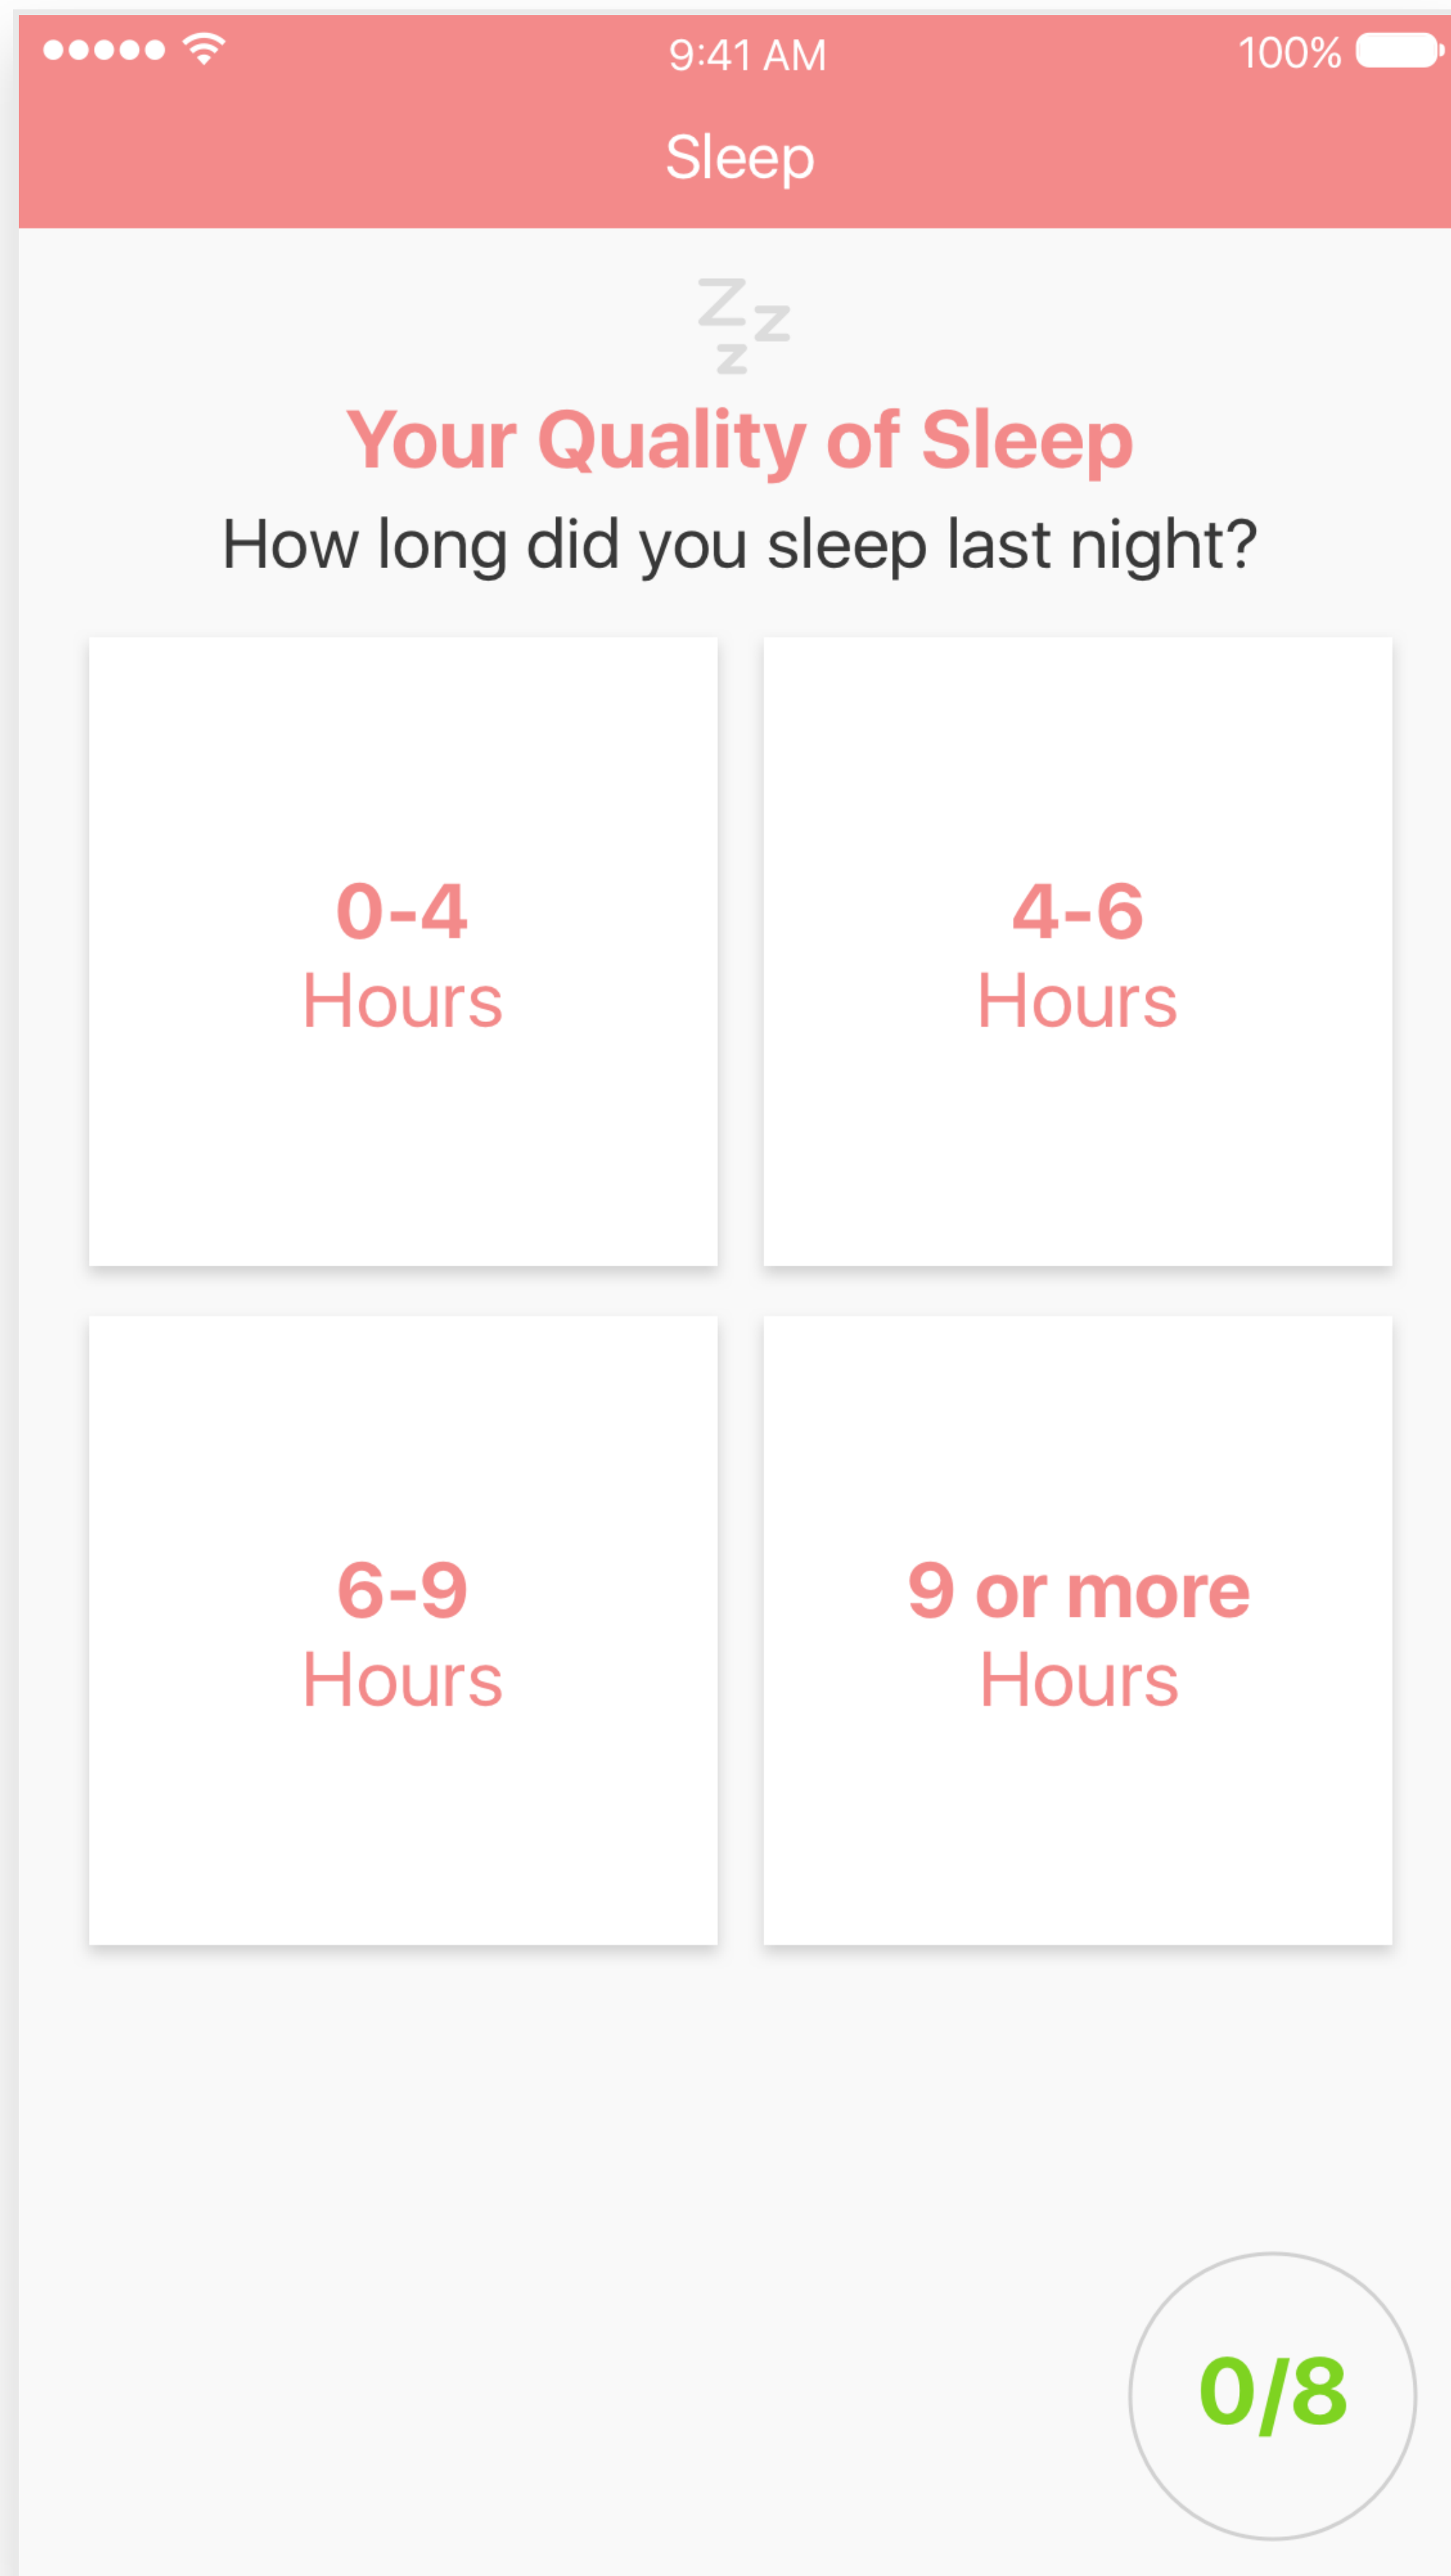 9:41 AM
100%
Sleep
Zzz
Your Quality of Sleep
How long did you sleep last night?
0-4
Hours
4-6
Hours
6-9
Hours
9 or more
Hours
0/8